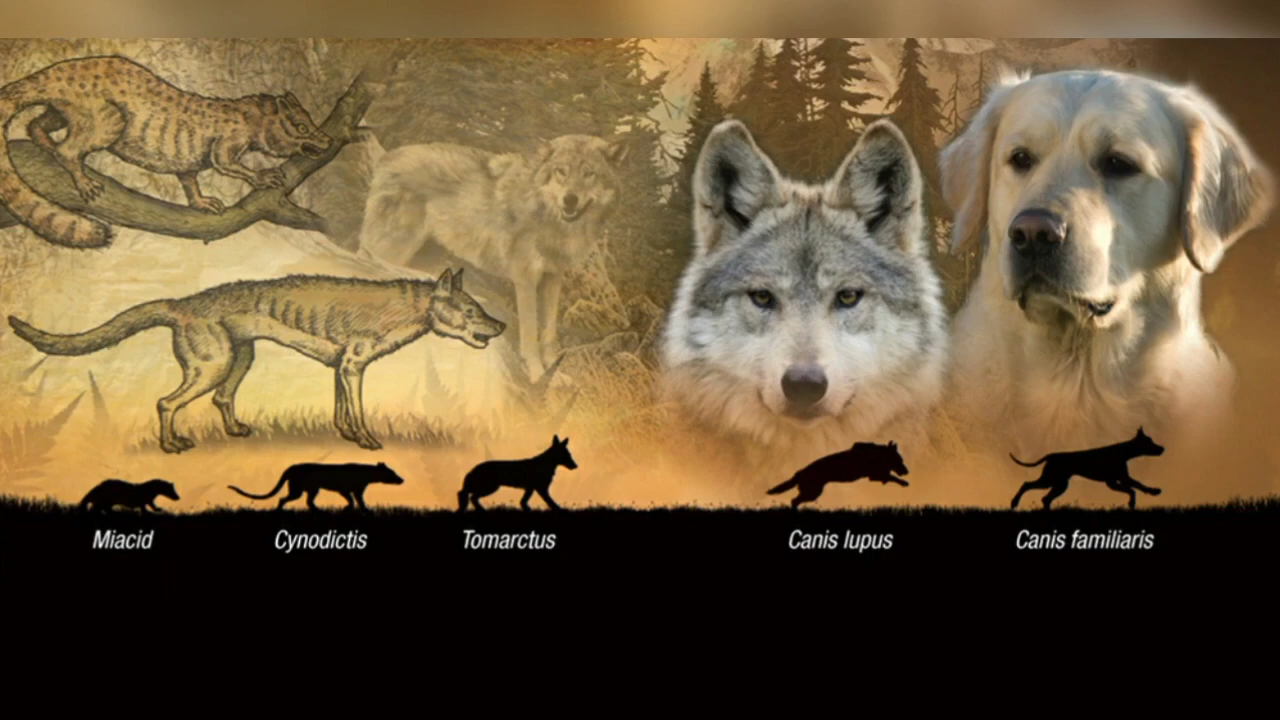 Miacid
Cynodictis
Tomarctus
Canis lupus
Canis familiaris